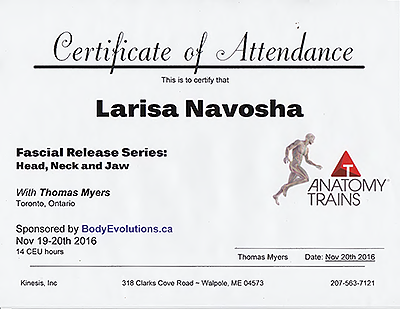 Certificate of Attendance
This is to certify that
Larisa Navosha
Fascial Release Series:
Head, Neck and Jaw
With Thomas Myers
Toronto, Ontario
ANATOMY
TRAINS
Sponsored by BodyEvolutions.ca
Nov 19-20th 2016
14 CEU hours
Thomas Myers Date: Nov 20th 2016
Kinesis, Inc 318 Clarks Cove Road ~ Walpole, ME 04573 207-563-7121